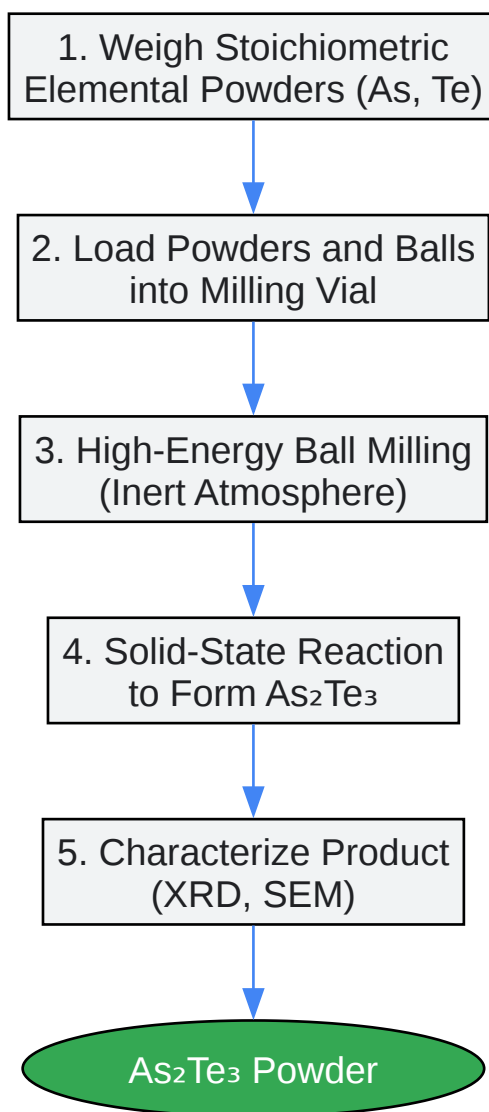 1. Weigh Stoichiometric
Elemental Powders (As, Te)
2. Load Powders and Balls
into Milling Vial
3. High-Energy Ball Milling
(Inert Atmosphere)
4. Solid-State Reaction
to Form As₂Te₃
5. Characterize Product
(XRD, SEM)
As₂Te₃ Powder